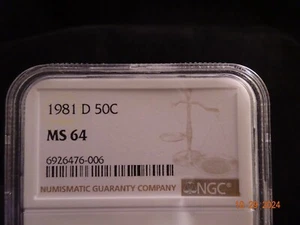 1981 D 50C
MS 64
6926476-006
NUMISMATIC GUARANTY COMPANY
NGC